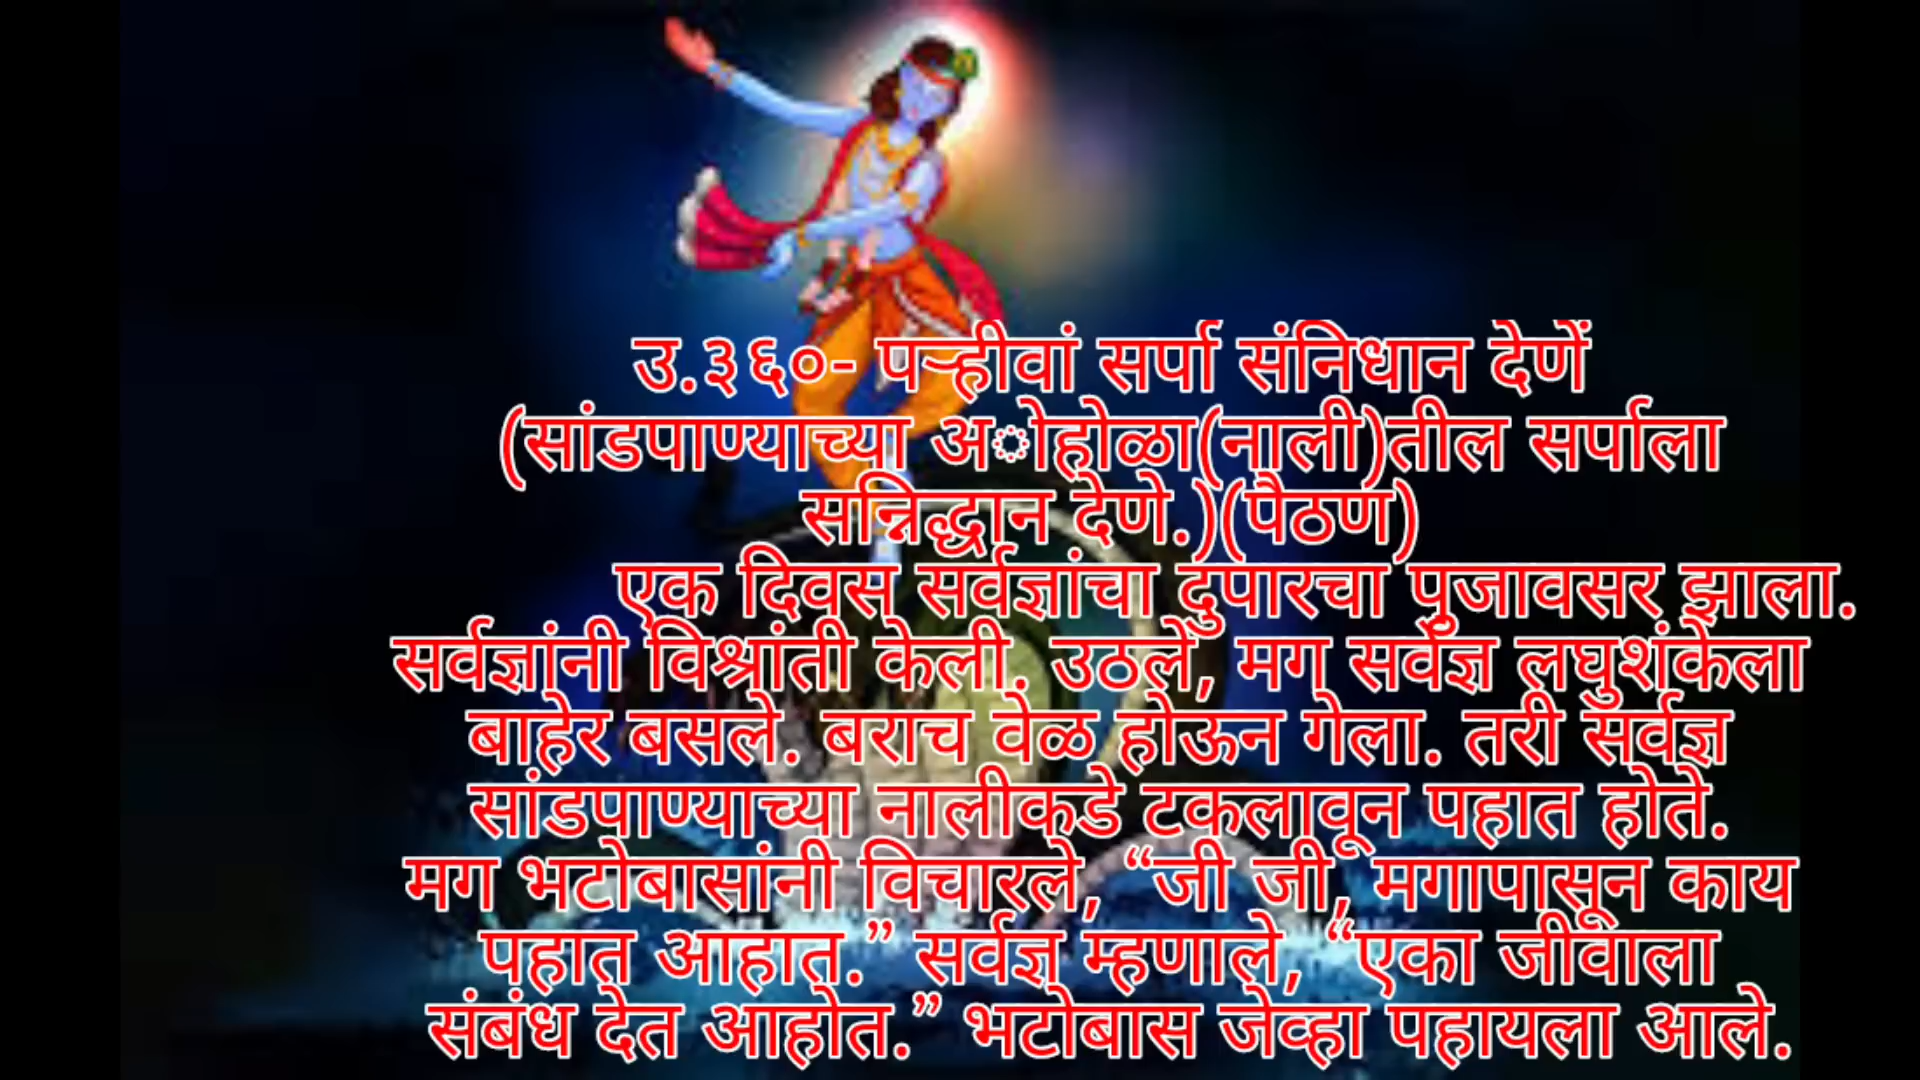 उ.३६०- पऱ्हीवां सर्पा संनिधान देणें
(सांडपाण्याच्या अाेहोळा(नाली)तील सर्पाला
सन्निद्धान देणे.)(पैठण)
एक दिवस सर्वज्ञांचा दुपारचा पुजावसर झाला.
सर्वज्ञांनी विश्रांती केली. उठले, मग सर्वज्ञ लघुशंकेला
बाहेर बसले. बराच वेळ होऊन गेला. तरी सर्वज्ञ
सांडपाण्याच्या नालीकडे टकलावून पहात होते.
मग भटोबासांनी विचारले, “जी जी, मगापासून काय
पहात आहात.” सर्वज्ञ म्हणाले, “एका जीवाला
संबंध देत आहोत.” भटोबास जेव्हा पहायला आले.